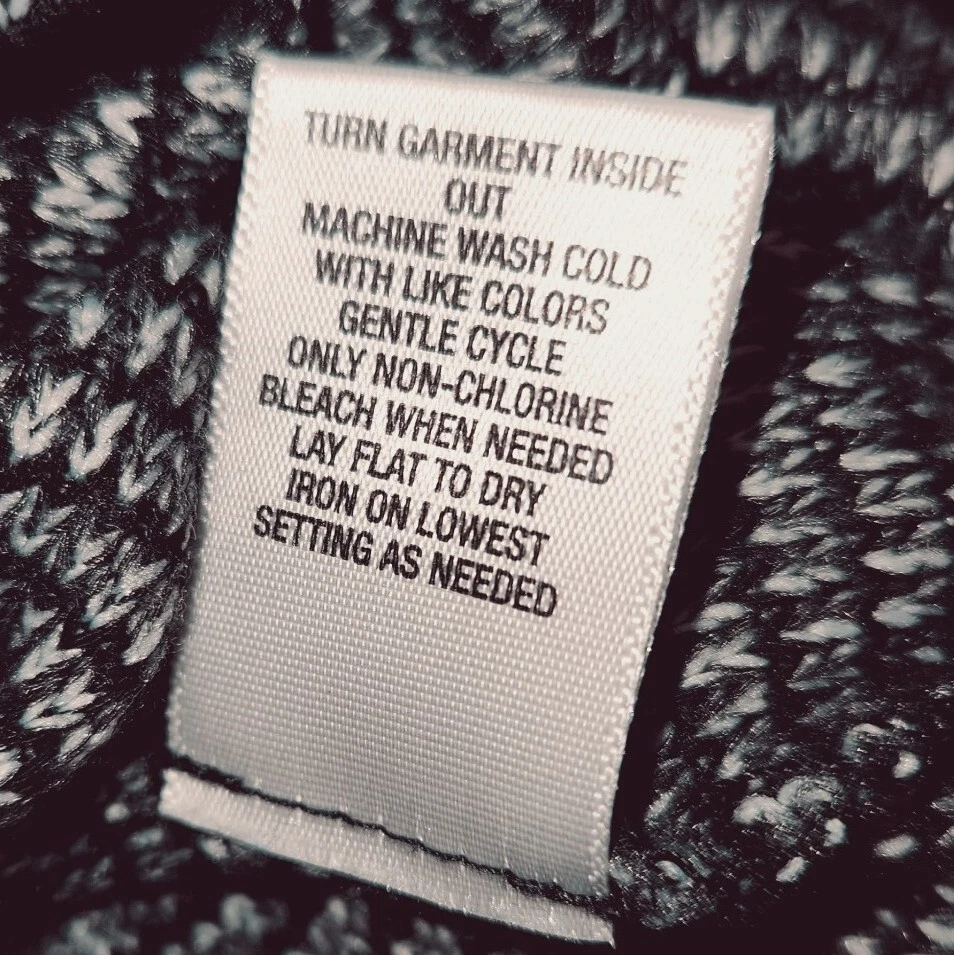 TURN GARMENT INSIDE
OUT
MACHINE WASH COLD
WITH LIKE COLORS
GENTLE CYCLE
ONLY NON-CHLORINE
BLEACH WHEN NEEDED
LAY FLAT TO DRY
IRON ON LOWEST
SETTING AS NEEDED